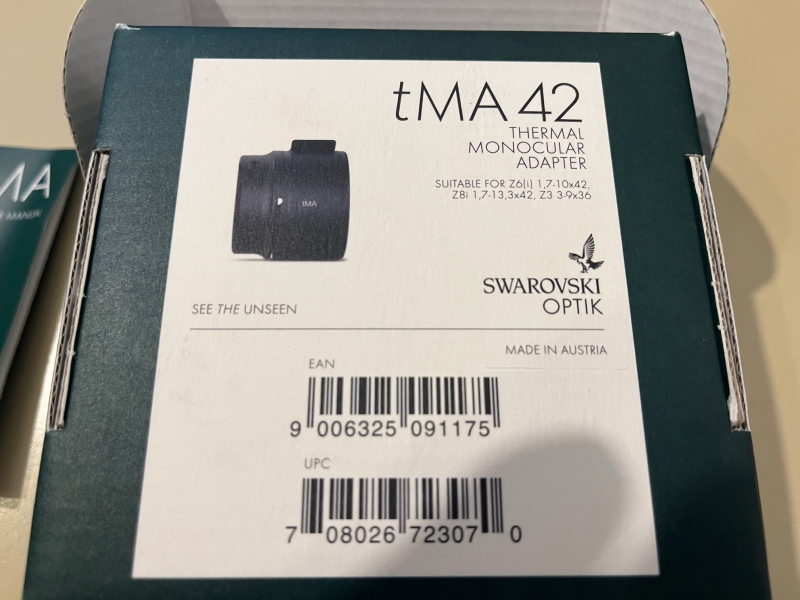 tMA 42
THERMAL
MONOCULAR
ADAPTER
SUITABLE FOR Z6(i) 1,7-10x42,
Z8i 1,7-13,3x42, Z3 3-9x36
tMA
SWAROVSKI
OPTIK
SEE THE UNSEEN
MADE IN AUSTRIA
EAN
9 006325 091175
UPC
7 08026 72307 0
MA